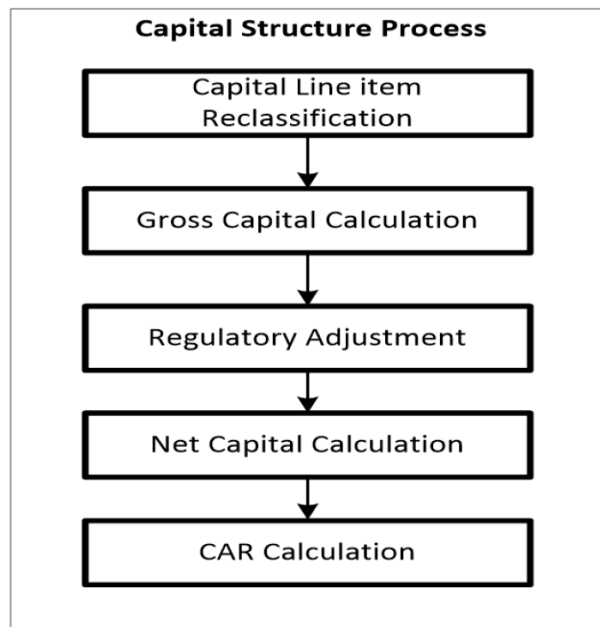 Capital Structure Process
Capital Line item
Reclassification
Gross Capital Calculation
Regulatory Adjustment
Net Capital Calculation
CAR Calculation